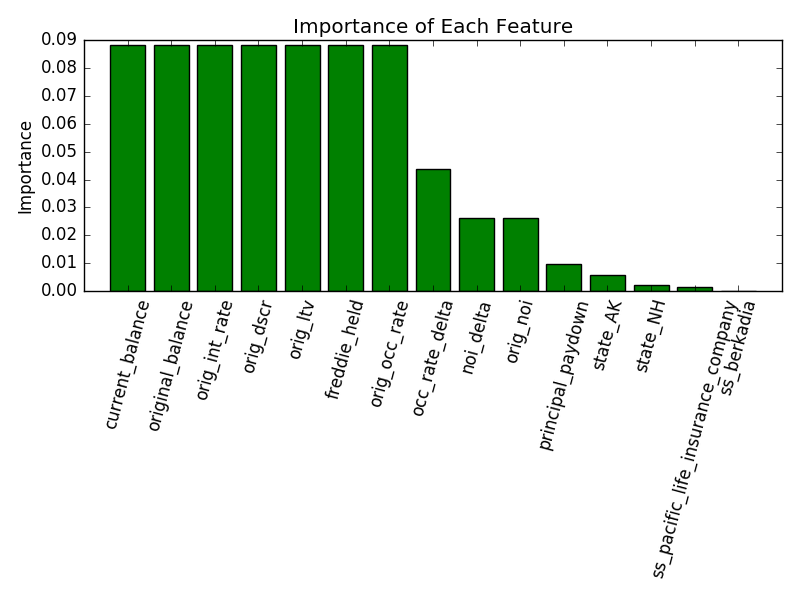 Importance of Each Feature
Importance
0.09
0.08
0.07
0.06
0.05
0.04
0.03
0.02
0.01
0.00
current_balance
original_balance
orig_int_rate
orig_dscr
orig_ltv
freddie_held
orig_occ_rate
occ_rate_delta
noi_delta
orig_noi
principal_paydown
state_AK
state_NH
ss_pacific_life_insurance_company
ss_berkadia